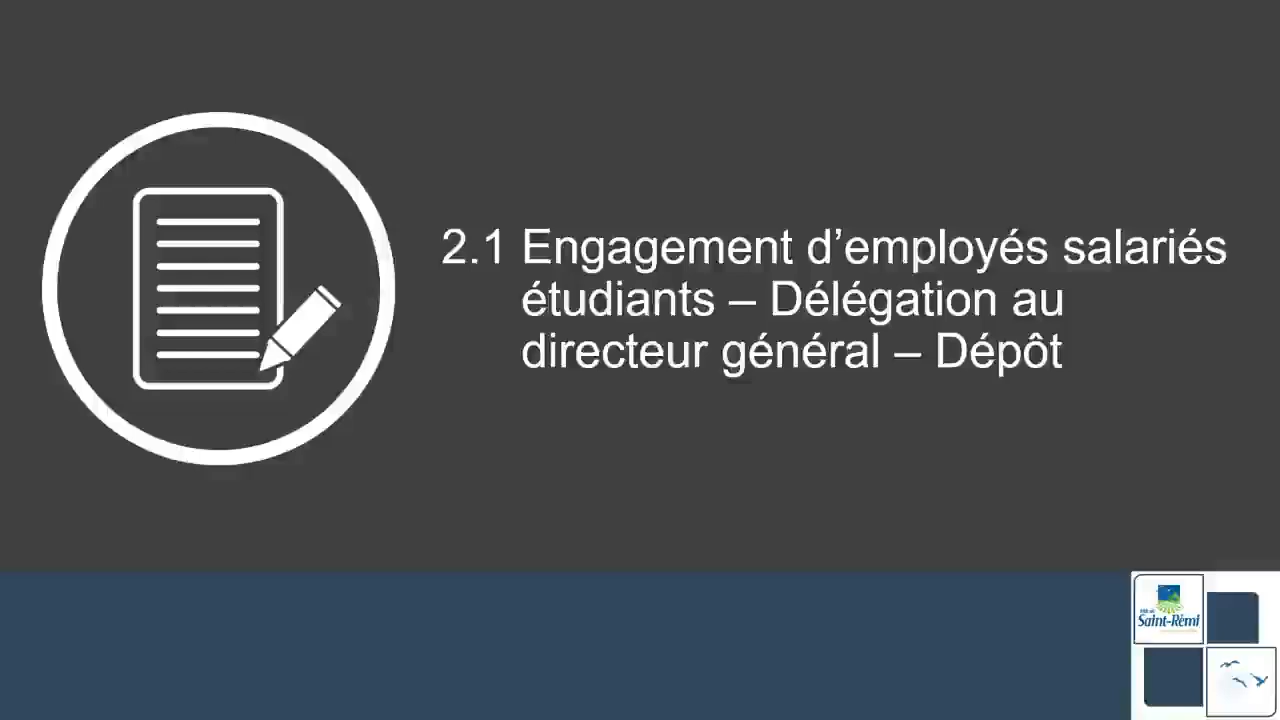 2.1 Engagement d’employés salariés
étudiants – Délégation au
directeur général – Dépôt
Saint-Rémi